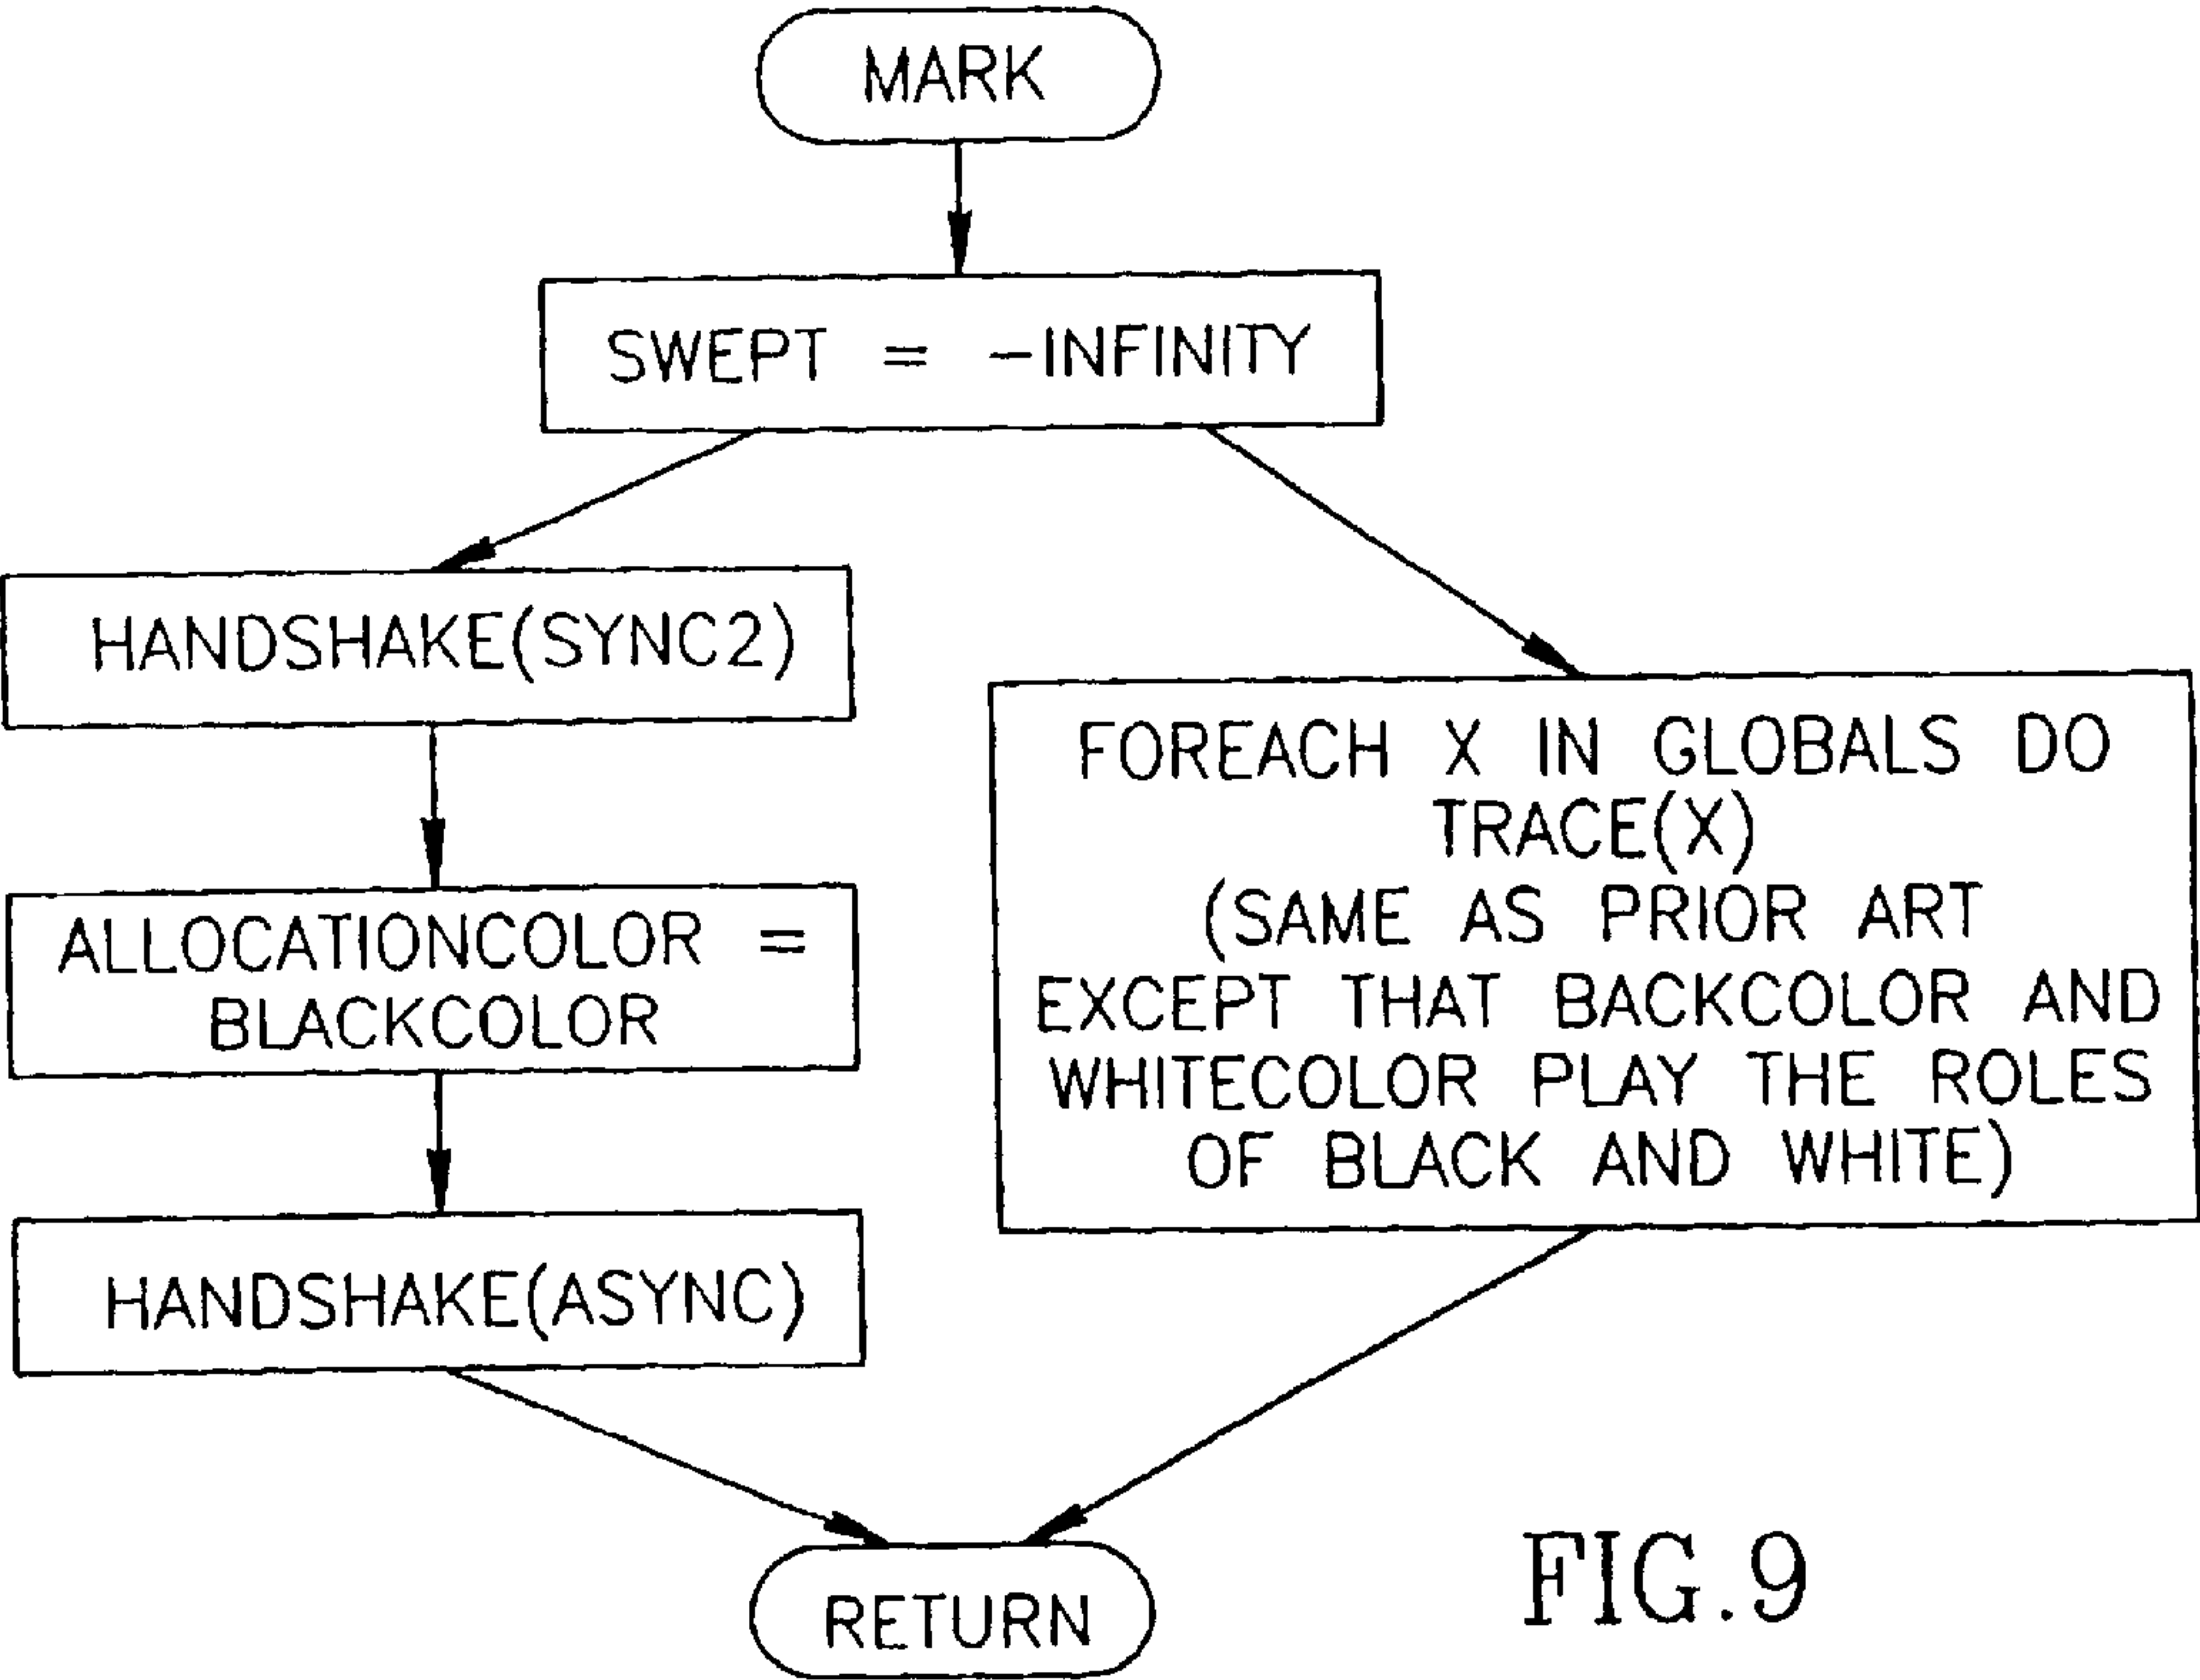 MARK
SWEPT = -INFINITY
HANDSHAKE(SYNC2)
ALLOCATIONCOLOR =
BLACKCOLOR
HANDSHAKE(ASYNC)
FOREACH X IN GLOBALS DO
TRACE(X)
(SAME AS PRIOR ART
EXCEPT THAT BACKCOLOR AND
WHITECOLOR PLAY THE ROLES
OF BLACK AND WHITE)
RETURN
FIG.9